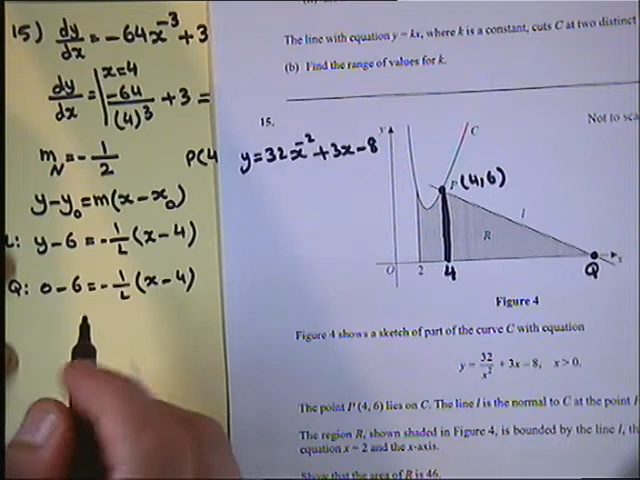 15) dy/dx = -64x⁻³ + 3
dy/dx = |x=4 -64/(4)³ + 3 =
m_N = -1/2 P(4
y-y₀ = m(x-x₀)
: y-6 = -1/2(x-4)
Q: 0-6 = -1/2(x-4)
The line with equation y = kx, where k is a constant, cuts C at two distinct
(b) Find the range of values for k.
15.
Not to sca
y = 32x⁻² + 3x - 8
y
C
P (4,6)
l
R
O
2
4
Q
x
Figure 4
Figure 4 shows a sketch of part of the curve C with equation
y = 32/x² + 3x - 8, x > 0.
The point P (4, 6) lies on C. The line l is the normal to C at the point
The region R, shown shaded in Figure 4, is bounded by the line l, th
equation x = 2 and the x-axis.
Show that the area of R is 46.